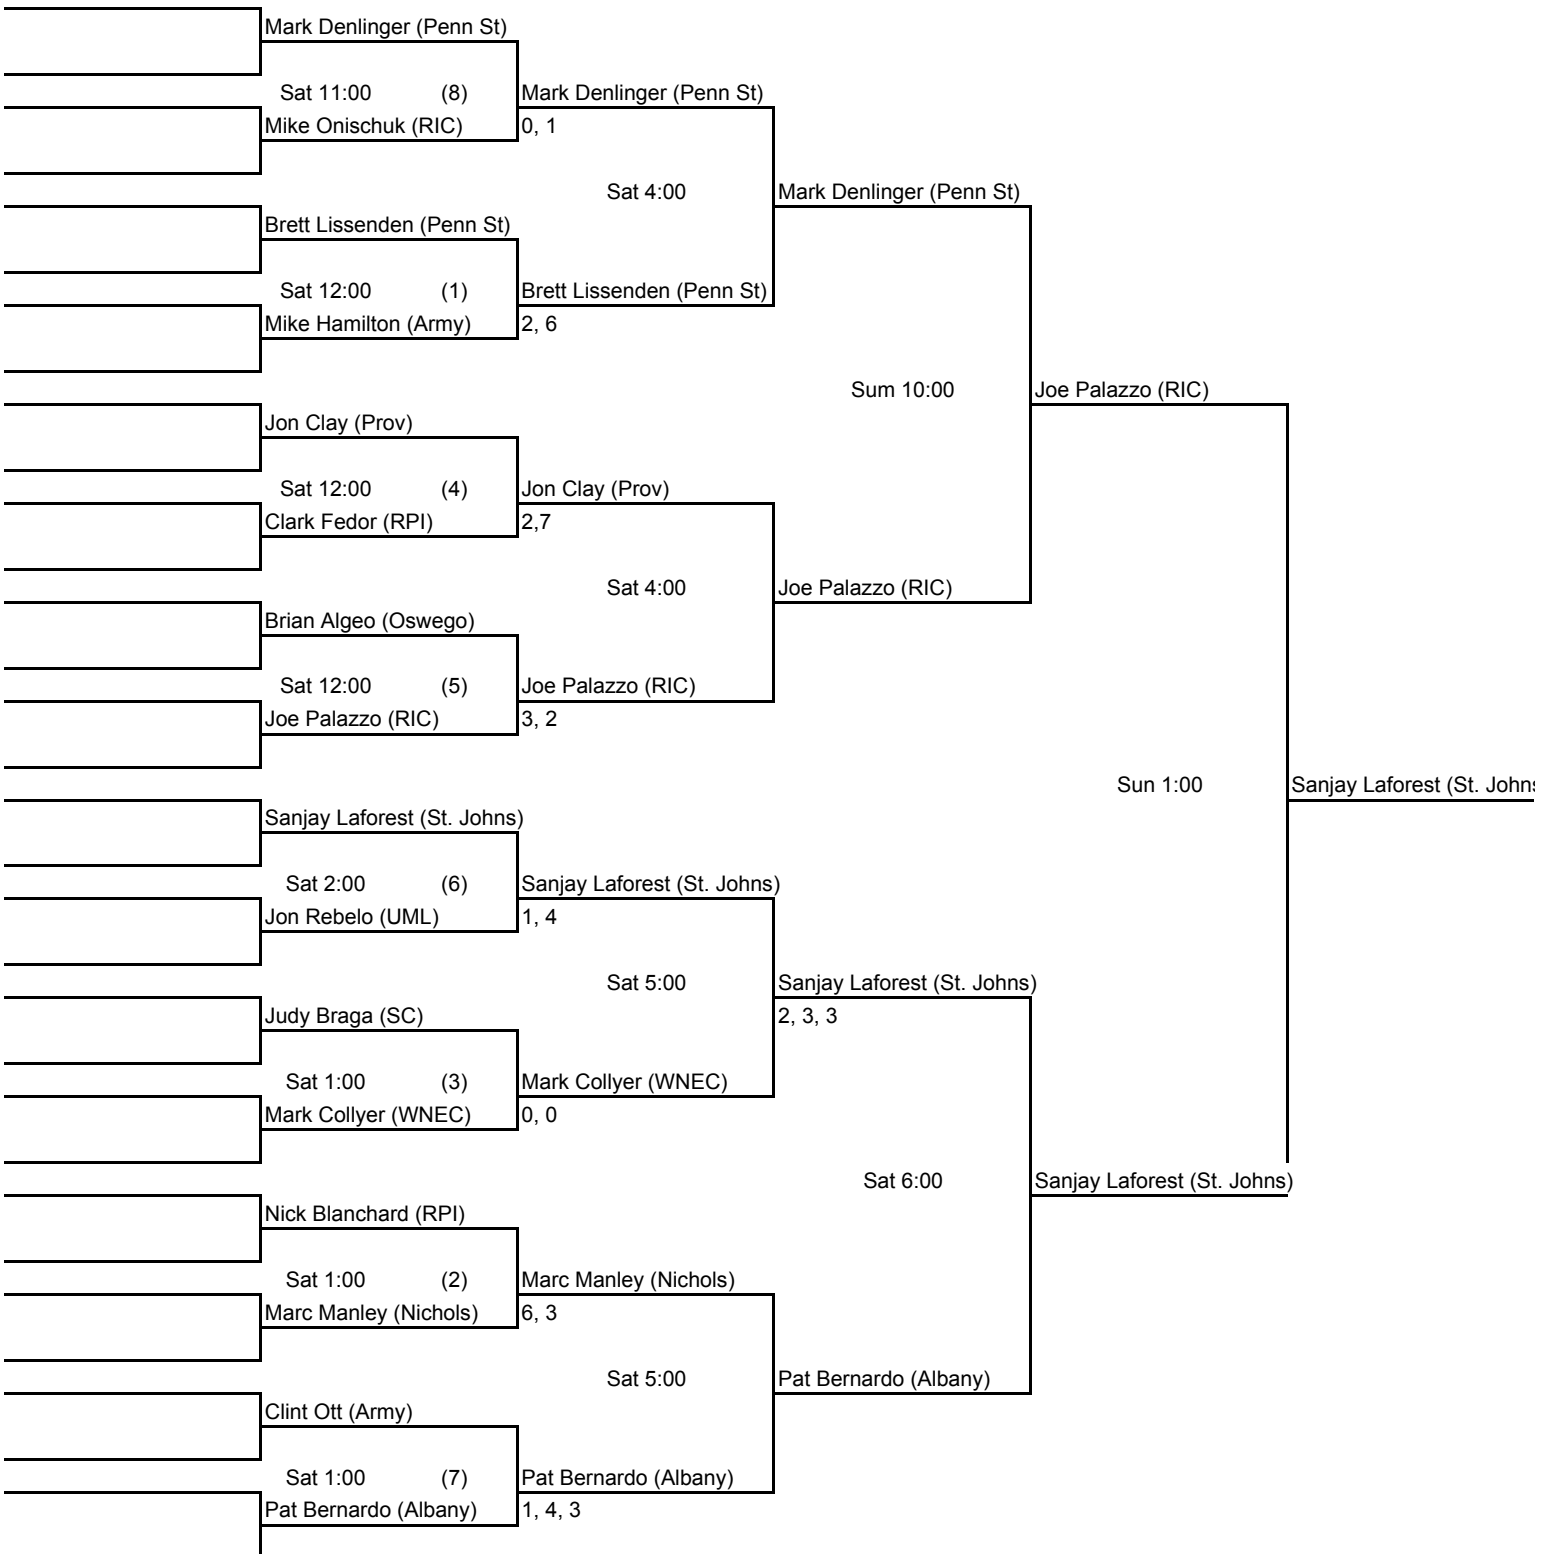 Mark Denlinger (Penn St)
Sat 11:00 (8) Mark Denlinger (Penn St)
Mike Onischuk (RIC) 0, 1
Sat 4:00 Mark Denlinger (Penn St)
Brett Lissenden (Penn St)
Sat 12:00 (1) Brett Lissenden (Penn St)
Mike Hamilton (Army) 2, 6
Sum 10:00 Joe Palazzo (RIC)
Jon Clay (Prov)
Sat 12:00 (4) Jon Clay (Prov)
Clark Fedor (RPI) 2,7
Sat 4:00 Joe Palazzo (RIC)
Brian Algeo (Oswego)
Sat 12:00 (5) Joe Palazzo (RIC)
Joe Palazzo (RIC) 3, 2
Sun 1:00 Sanjay Laforest (St. Johns
Sanjay Laforest (St. Johns)
Sat 2:00 (6) Sanjay Laforest (St. Johns)
Jon Rebelo (UML) 1, 4
Sat 5:00 Sanjay Laforest (St. Johns)
Judy Braga (SC) 2, 3, 3
Sat 1:00 (3) Mark Collyer (WNEC)
Mark Collyer (WNEC) 0, 0
Sat 6:00 Sanjay Laforest (St. Johns)
Nick Blanchard (RPI)
Sat 1:00 (2) Marc Manley (Nichols)
Marc Manley (Nichols) 6, 3
Sat 5:00 Pat Bernardo (Albany)
Clint Ott (Army)
Sat 1:00 (7) Pat Bernardo (Albany)
Pat Bernardo (Albany) 1, 4, 3